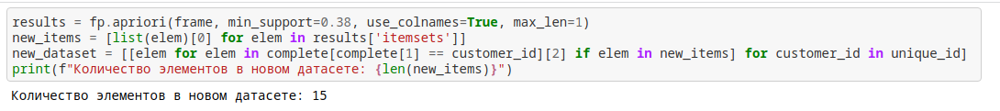 results = fp.apriori(frame, min_support=0.38, use_colnames=True, max_len=1)
new_items = [list(elem)[0] for elem in results['itemsets']]
new_dataset = [[elem for elem in complete[complete[1] == customer_id][2] if elem in new_items] for customer_id in unique_id]
print(f"Количество элементов в новом датасете: {len(new_items)}")
Количество элементов в новом датасете: 15